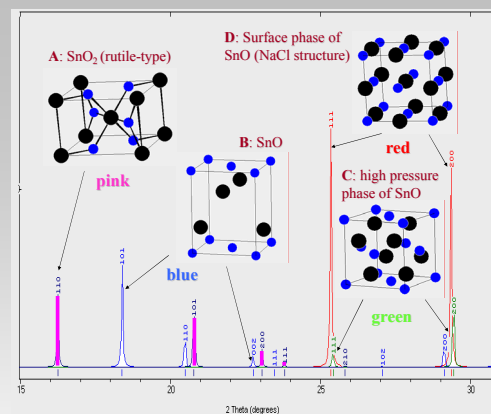 A: SnO₂ (rutile-type)
D: Surface phase of
SnO (NaCl structure)
B: SnO
red
C: high pressure
phase of SnO
pink
blue
green
110
101
110
101
002
200
111
111
111
210
102
200
200
200
15
20
25
30
2 Theta (degrees)